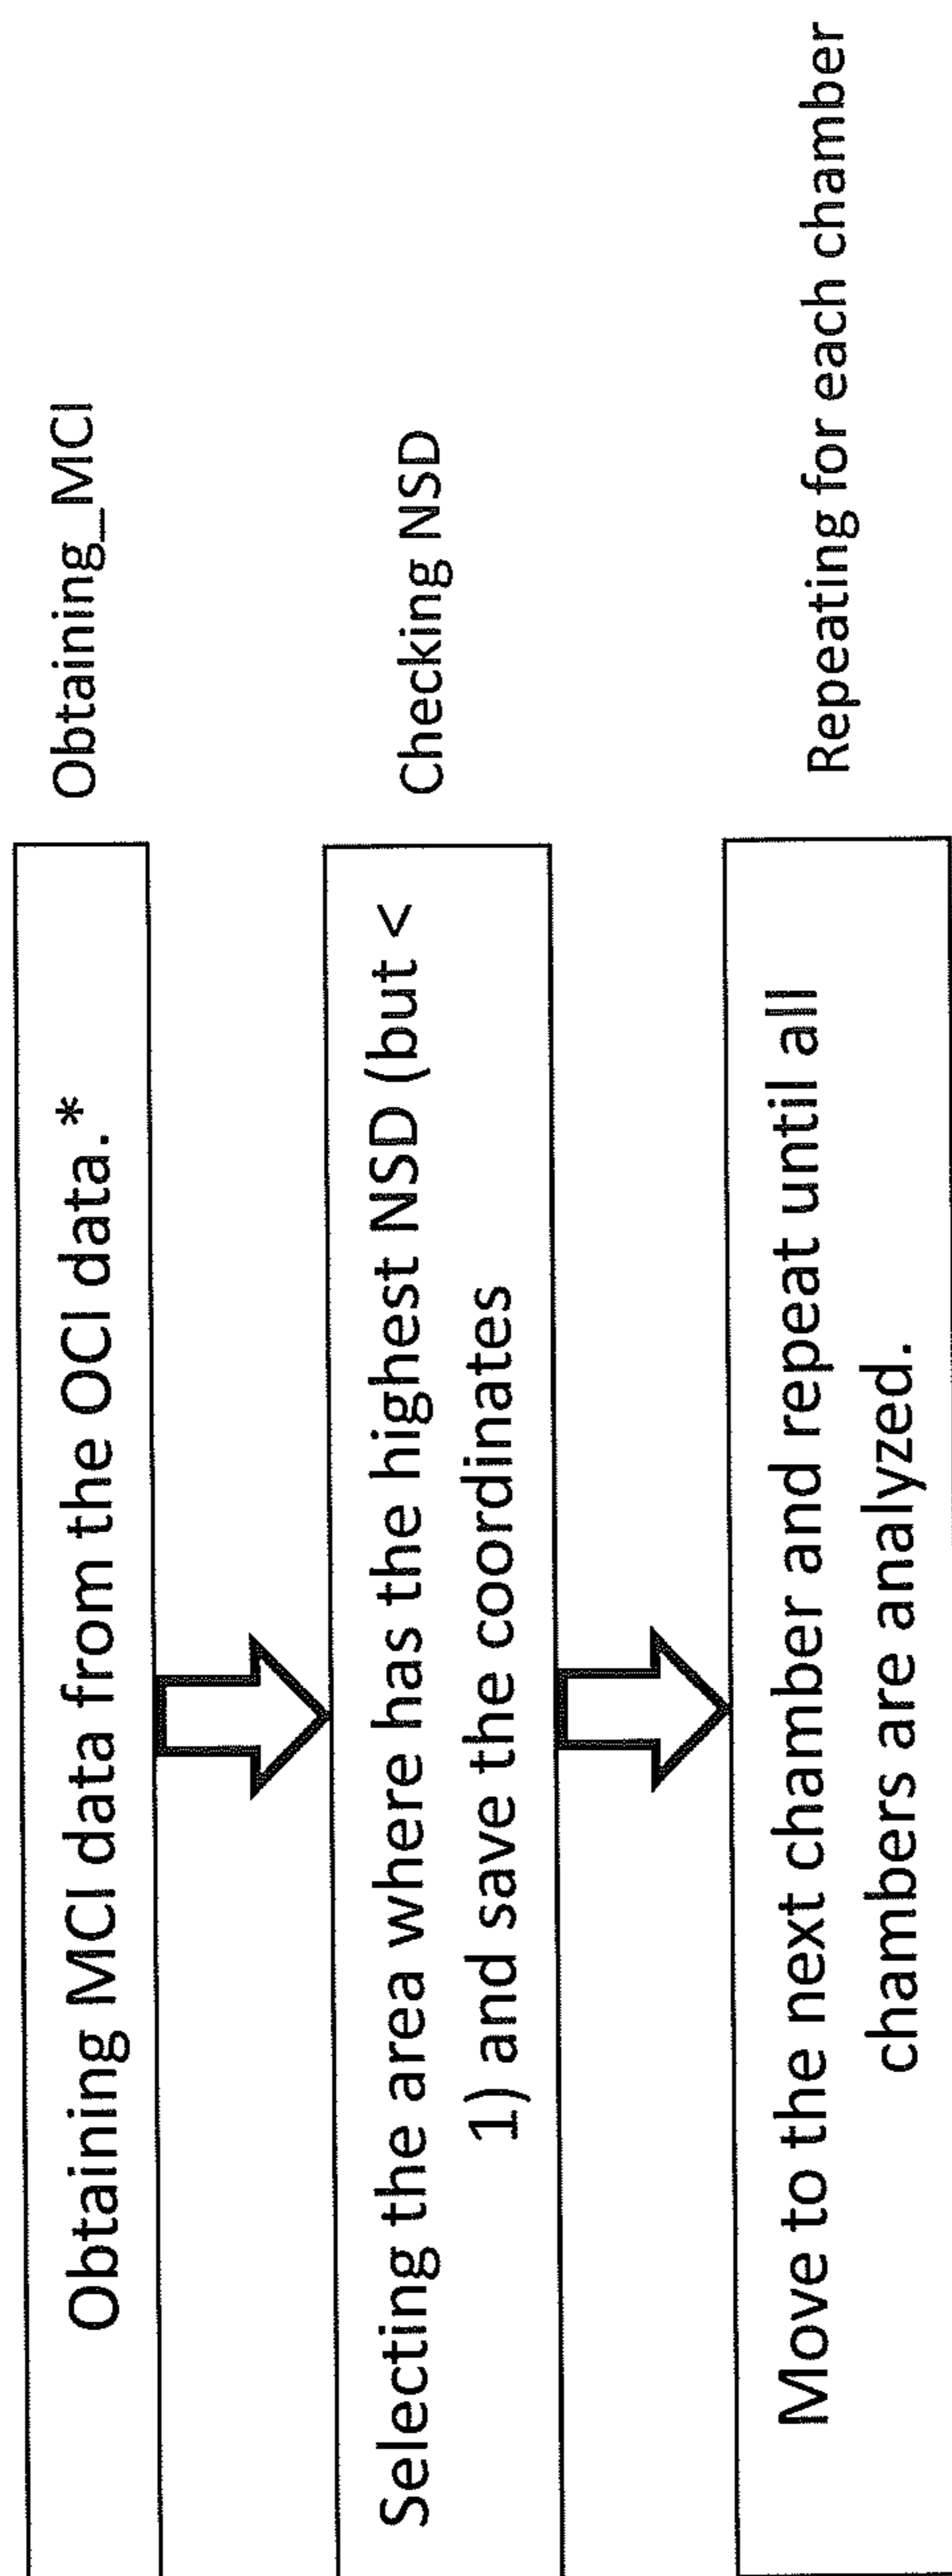 Obtaining MCI data from the OCI data.*
Obtaining_MCI
Selecting the area where has the highest NSD (but <
1) and save the coordinates
Checking NSD
Move to the next chamber and repeat until all
chambers are analyzed.
Repeating for each chamber